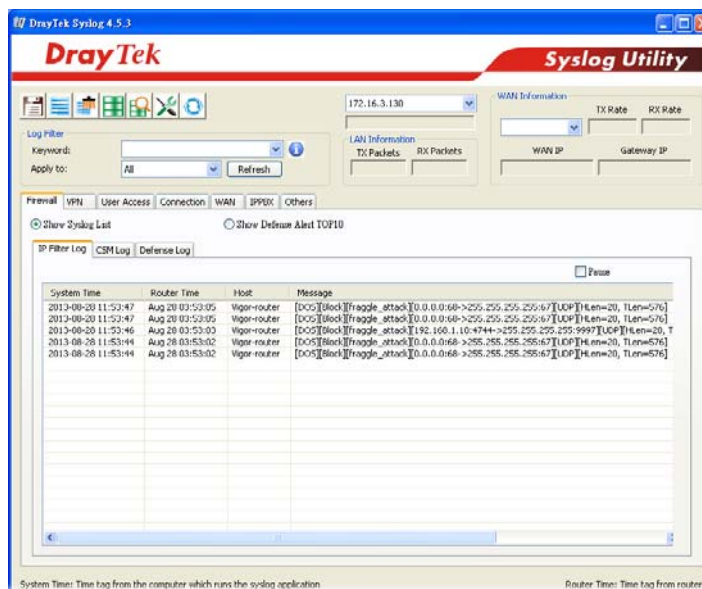 DrayTek Syslog 4.5.3
DrayTek
Syslog Utility
172.16.3.130
WAN Information
TX Rate RX Rate
Log Filter
Keyword:
LAN Information
TX Packets RX Packets
WAN IP Gateway IP
Apply to: All Refresh
Firewall VPN User Access Connection WAN IPPBX Others
Show Syslog List Show Defense Alert TOP10
IP Filter Log CSM Log Defense Log
Pause
System Time Router Time Host Message
2013-08-28 11:53:47 Aug 28 03:53:05 Vigor-router [DOS][Block][fraggle_attack][0.0.0.0:68->255.255.255.255:67][UDP][HLen=20, TLen=576]
2013-08-28 11:53:47 Aug 28 03:53:05 Vigor-router [DOS][Block][fraggle_attack][0.0.0.0:68->255.255.255.255:67][UDP][HLen=20, TLen=576]
2013-08-28 11:53:46 Aug 28 03:53:03 Vigor-router [DOS][Block][fraggle_attack][192.168.1.10:4744->255.255.255.255:9997][UDP][HLen=20, T
2013-08-28 11:53:44 Aug 28 03:53:02 Vigor-router [DOS][Block][fraggle_attack][0.0.0.0:68->255.255.255.255:67][UDP][HLen=20, TLen=576]
2013-08-28 11:53:44 Aug 28 03:53:02 Vigor-router [DOS][Block][fraggle_attack][0.0.0.0:68->255.255.255.255:67][UDP][HLen=20, TLen=576]
System Time: Time tag from the computer which runs the syslog application Router Time: Time tag from router